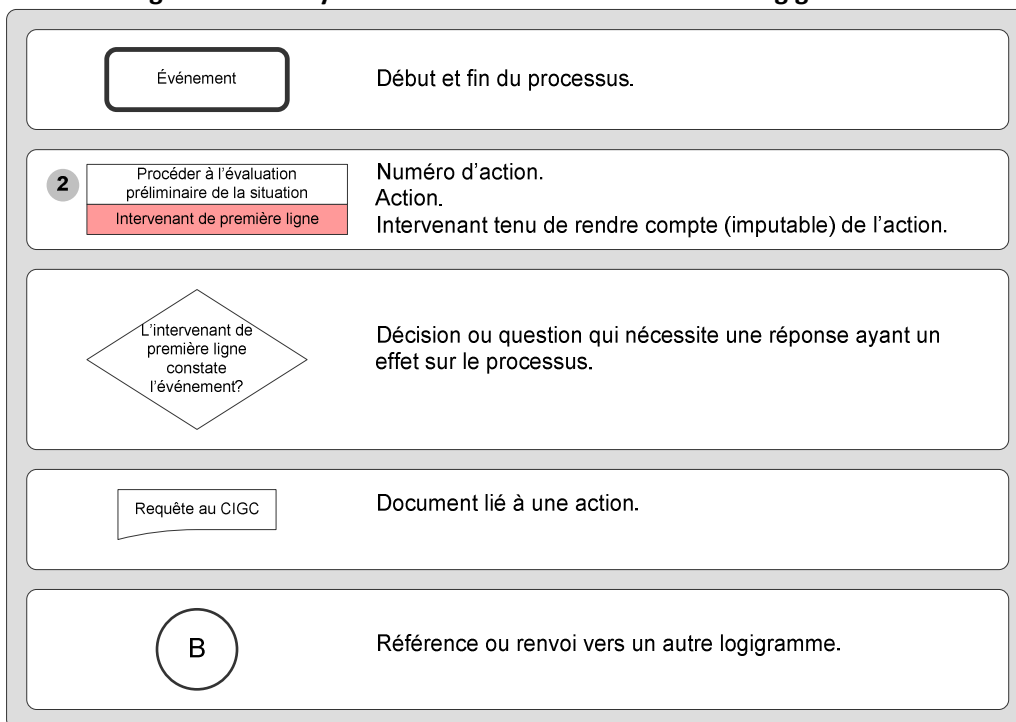 Événement
Début et fin du processus.
2
Procéder à l'évaluation
préliminaire de la situation
Intervenant de première ligne
Numéro d'action.
Action.
Intervenant tenu de rendre compte (imputable) de l'action.
L'intervenant de
première ligne
constate
l'événement?
Décision ou question qui nécessite une réponse ayant un
effet sur le processus.
Requête au CIGC
Document lié à une action.
B
Référence ou renvoi vers un autre logigramme.